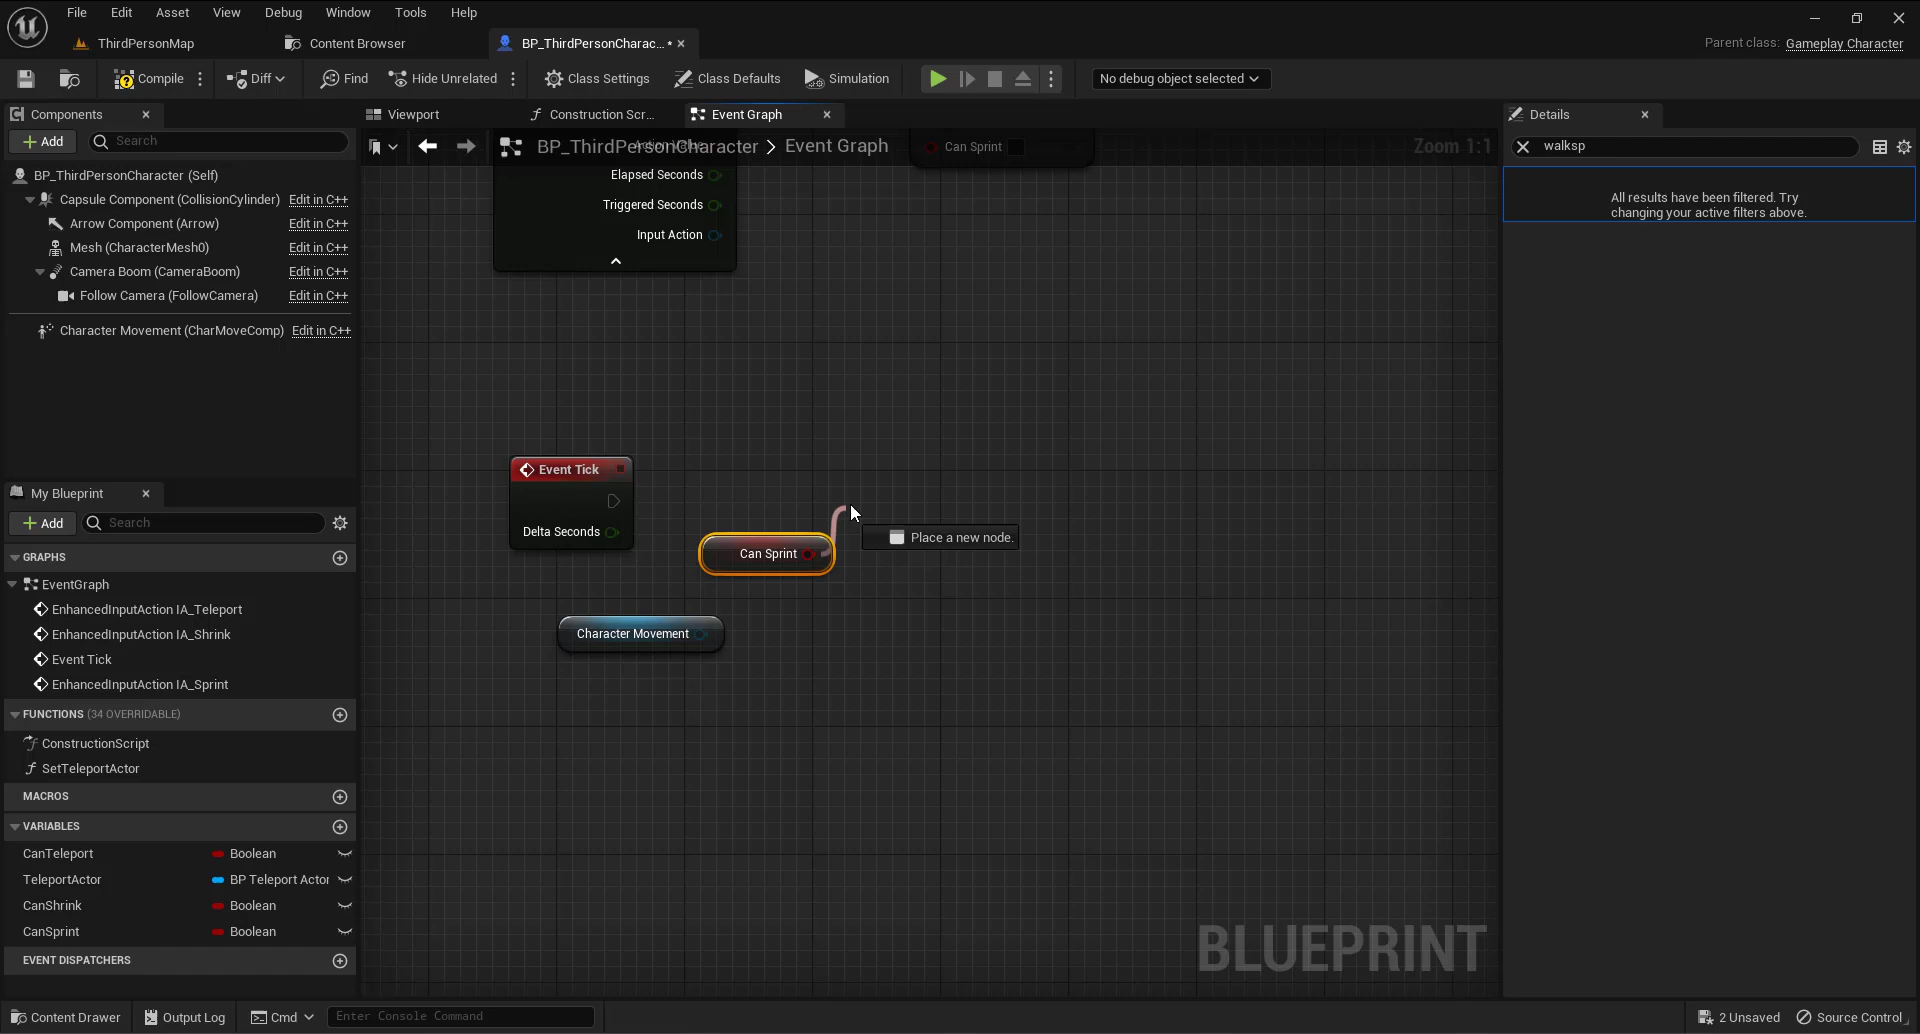 File Edit Asset View Debug Window Tools Help
ThirdPersonMap Content Browser BP_ThirdPersonCharac... •
Parent class: Gameplay Character
Compile Diff Find Hide Unrelated Class Settings Class Defaults Simulation No debug object selected
Components
Add Search
BP_ThirdPersonCharacter (Self)
Capsule Component (CollisionCylinder) Edit in C++
Arrow Component (Arrow) Edit in C++
Mesh (CharacterMesh0) Edit in C++
Camera Boom (CameraBoom) Edit in C++
Follow Camera (FollowCamera) Edit in C++
Character Movement (CharMoveComp) Edit in C++
My Blueprint
Add Search
GRAPHS
EventGraph
EnhancedInputAction IA_Teleport
EnhancedInputAction IA_Shrink
Event Tick
EnhancedInputAction IA_Sprint
FUNCTIONS (34 OVERRIDABLE)
ConstructionScript
SetTeleportActor
MACROS
VARIABLES
CanTeleport Boolean
TeleportActor BP Teleport Actor
CanShrink Boolean
CanSprint Boolean
EVENT DISPATCHERS
Viewport Construction Scr... Event Graph
BP_ThirdPersonCharacter > Event Graph
Can Sprint
Zoom 1:1
Elapsed Seconds
Triggered Seconds
Input Action
Event Tick
Delta Seconds
Can Sprint
Place a new node.
Character Movement
BLUEPRINT
Details
walksp
All results have been filtered. Try
changing your active filters above.
Content Drawer Output Log Cmd Enter Console Command 2 Unsaved Source Control